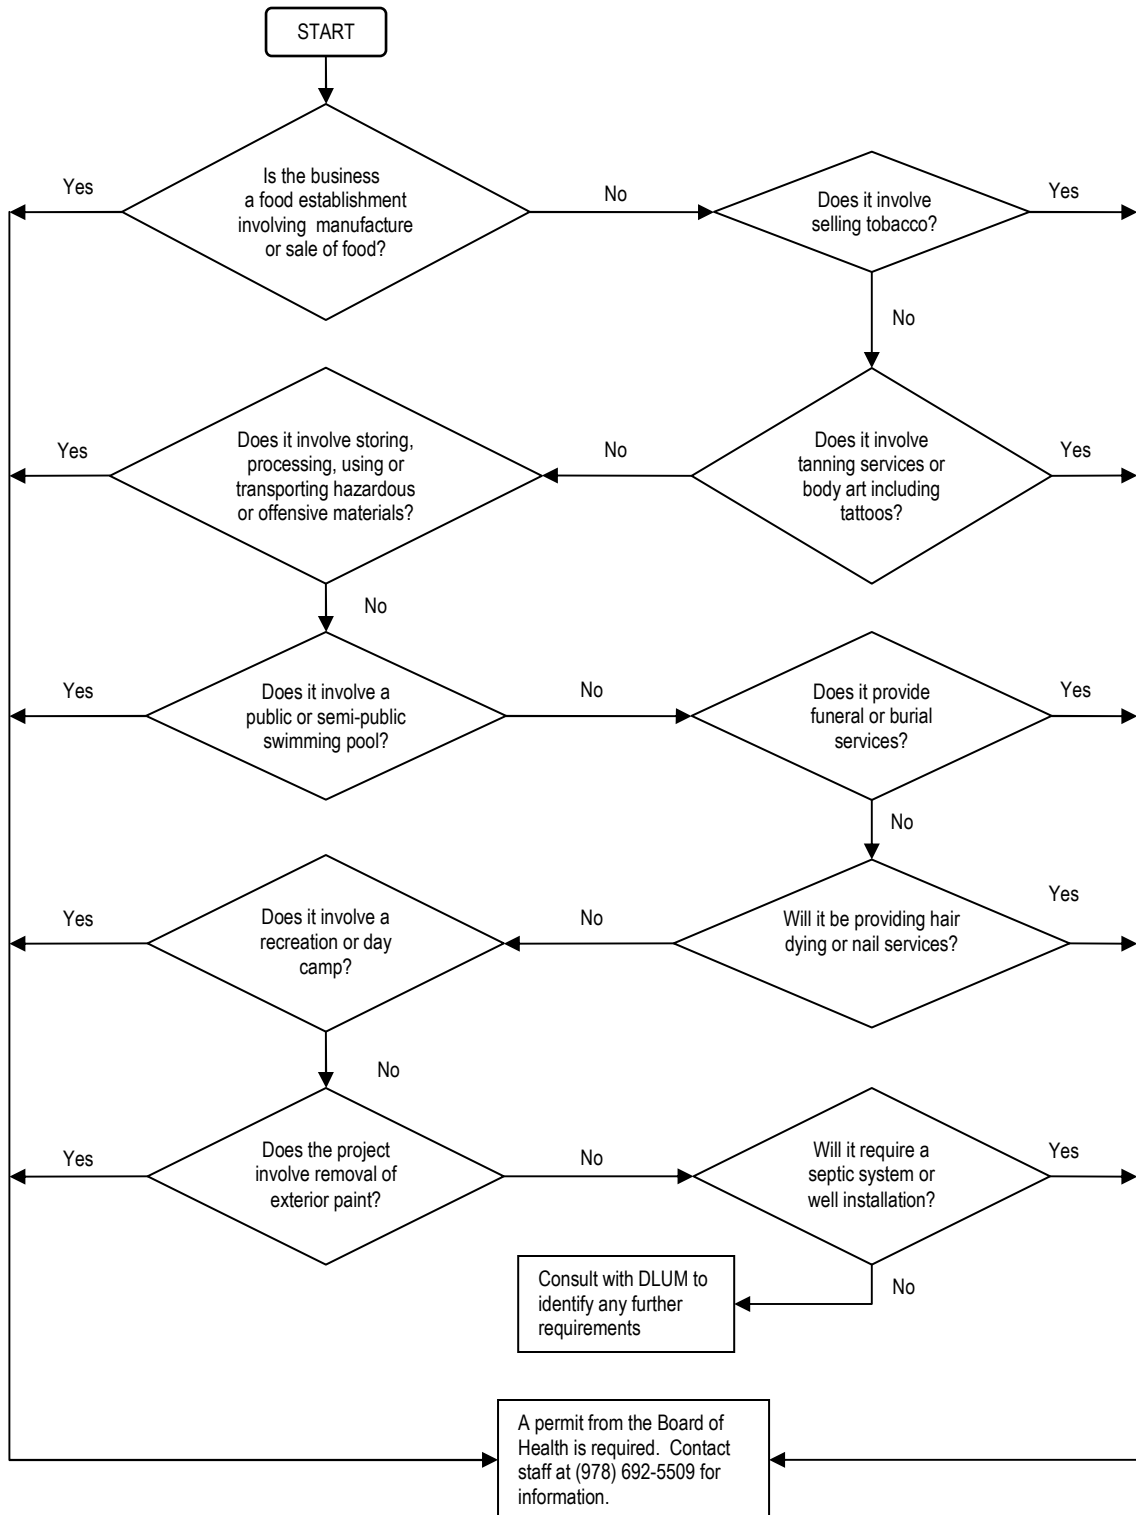 START
Is the business
a food establishment
involving manufacture
or sale of food?
Yes
No
Does it involve
selling tobacco?
Yes
No
Does it involve
tanning services or
body art including
tattoos?
Yes
No
Does it involve storing,
processing, using or
transporting hazardous
or offensive materials?
Yes
No
Does it involve a
public or semi-public
swimming pool?
Yes
No
Does it provide
funeral or burial
services?
Yes
No
Will it be providing hair
dying or nail services?
Yes
No
Does it involve a
recreation or day
camp?
Yes
No
Does the project
involve removal of
exterior paint?
Yes
No
Will it require a
septic system or
well installation?
Yes
No
Consult with DLUM to
identify any further
requirements
A permit from the Board of
Health is required. Contact
staff at (978) 692-5509 for
information.